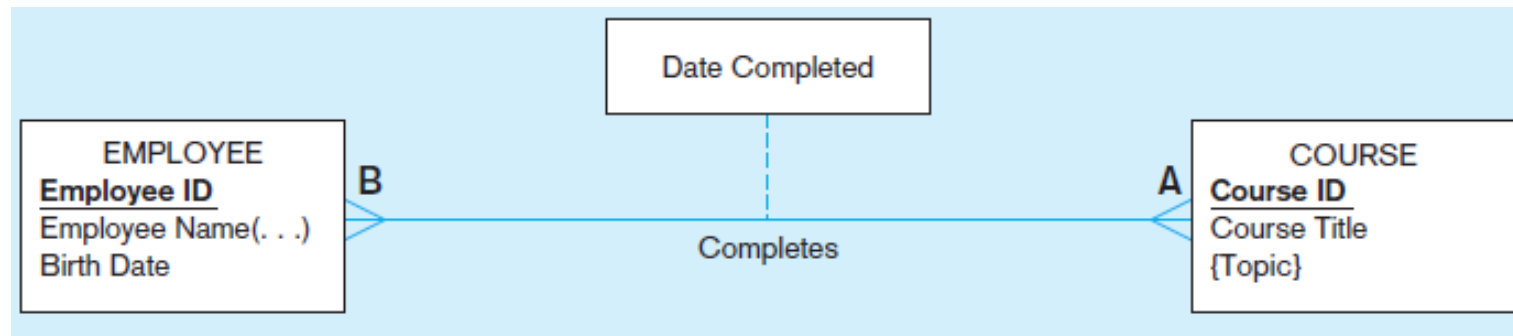 Date Completed
EMPLOYEE
Employee ID
Employee Name(. . .)
Birth Date
B
Completes
A
COURSE
Course ID
Course Title
{Topic}